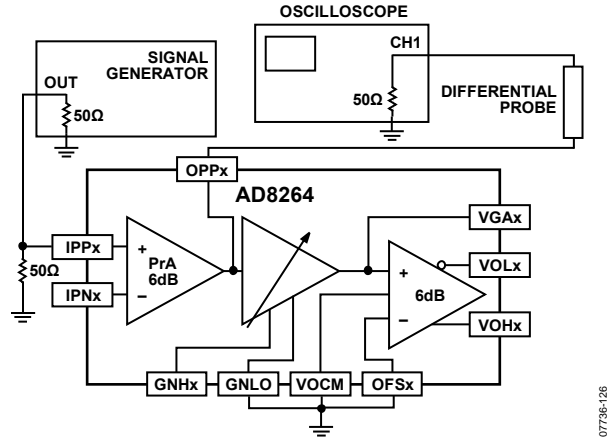 OSCILLOSCOPE
CH1
50Ω
SIGNAL
GENERATOR
OUT
50Ω
DIFFERENTIAL
PROBE
OPPx
AD8264
VGAx
IPPx
+
PrA
6dB
–
50Ω
IPNx
+
6dB
–
VOLx
VOHx
GNHx
GNLO
VOCM
OFSx
07736-126